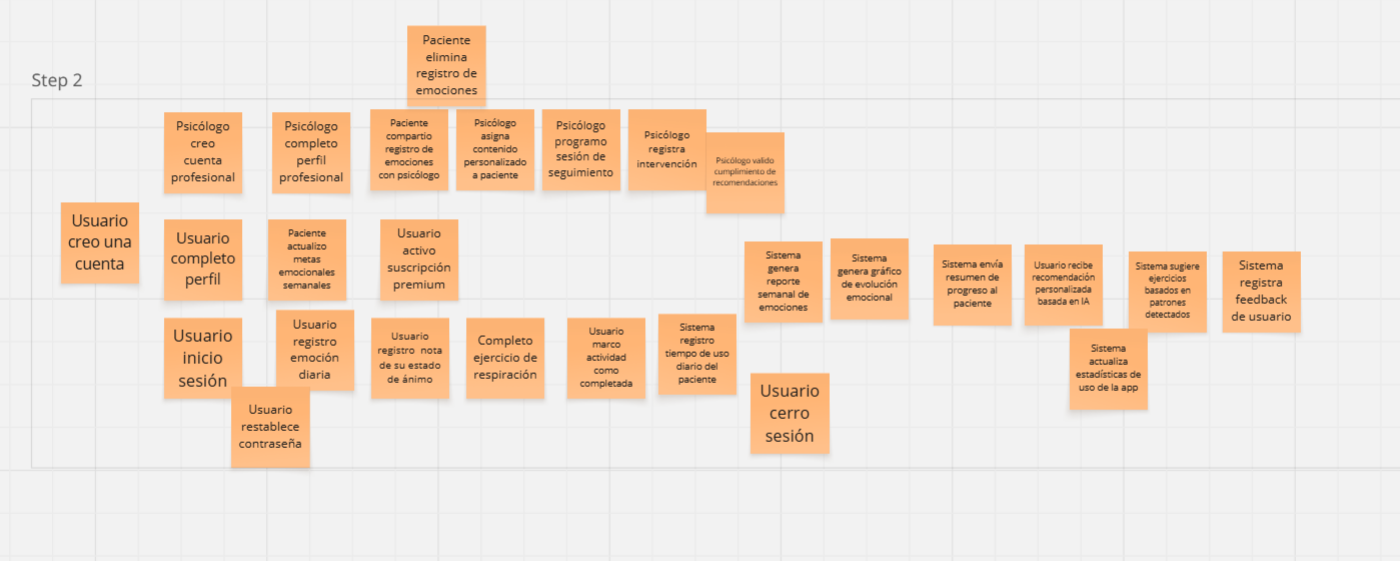 Paciente
elimina
registro de
emociones
Step 2
Psicólogo
creo
cuenta
profesional
Psicólogo
completo
perfil
profesional
Paciente
compartio
registro de
emociones
con psicólogo
Psicólogo
asigna
contenido
personalizado
a paciente
Psicólogo
programo
sesión de
seguimiento
Psicólogo
registra
intervención
Psicólogo valido
cumplimiento de
recomendaciones
Usuario
creo una
cuenta
Usuario
completo
perfil
Paciente
actualizo
metas
emocionales
semanales
Usuario
activo
suscripción
premium
Sistema
genera
reporte
semanal de
emociones
Sistema
genera gráfico
de evolución
emocional
Sistema envía
resumen de
progreso al
paciente
Usuario recibe
recomendación
personalizada
basada en IA
Sistema sugiere
ejercicios
basados en
patrones
detectados
Sistema
registra
feedback
de usuario
Usuario
inicio
sesión
Usuario
registro
emoción
diaria
Usuario
registro nota
de su estado
de ánimo
Completo
ejercicio de
respiración
Usuario
marco
actividad
como
completada
Sistema
registro
tiempo de uso
diario del
paciente
Sistema
actualiza
estadísticas de
uso de la app
Usuario
restablece
contraseña
Usuario
cerro
sesión